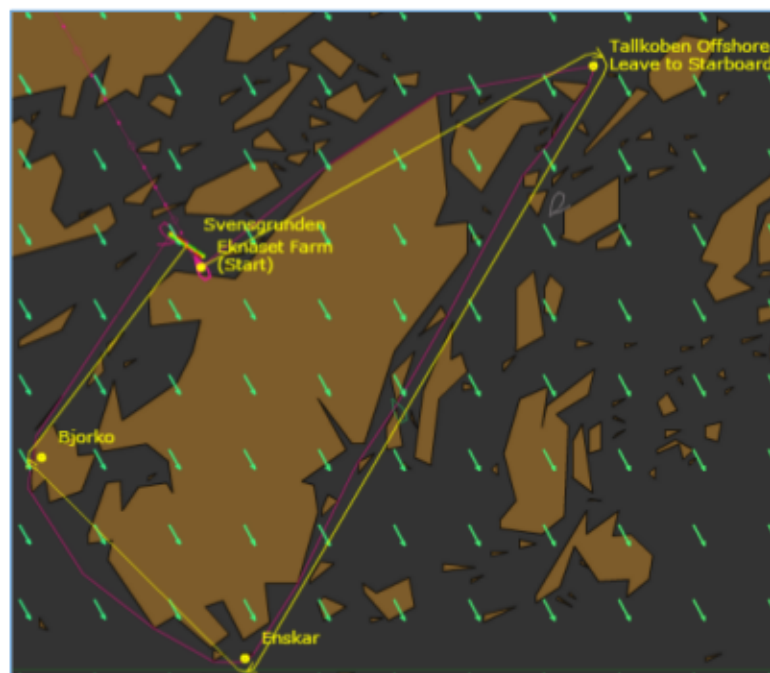 Tallkoben Offshore
Leave to Starboard
Svensgrunden
Eknaset Farm
(Start)
Bjorko
Enskar